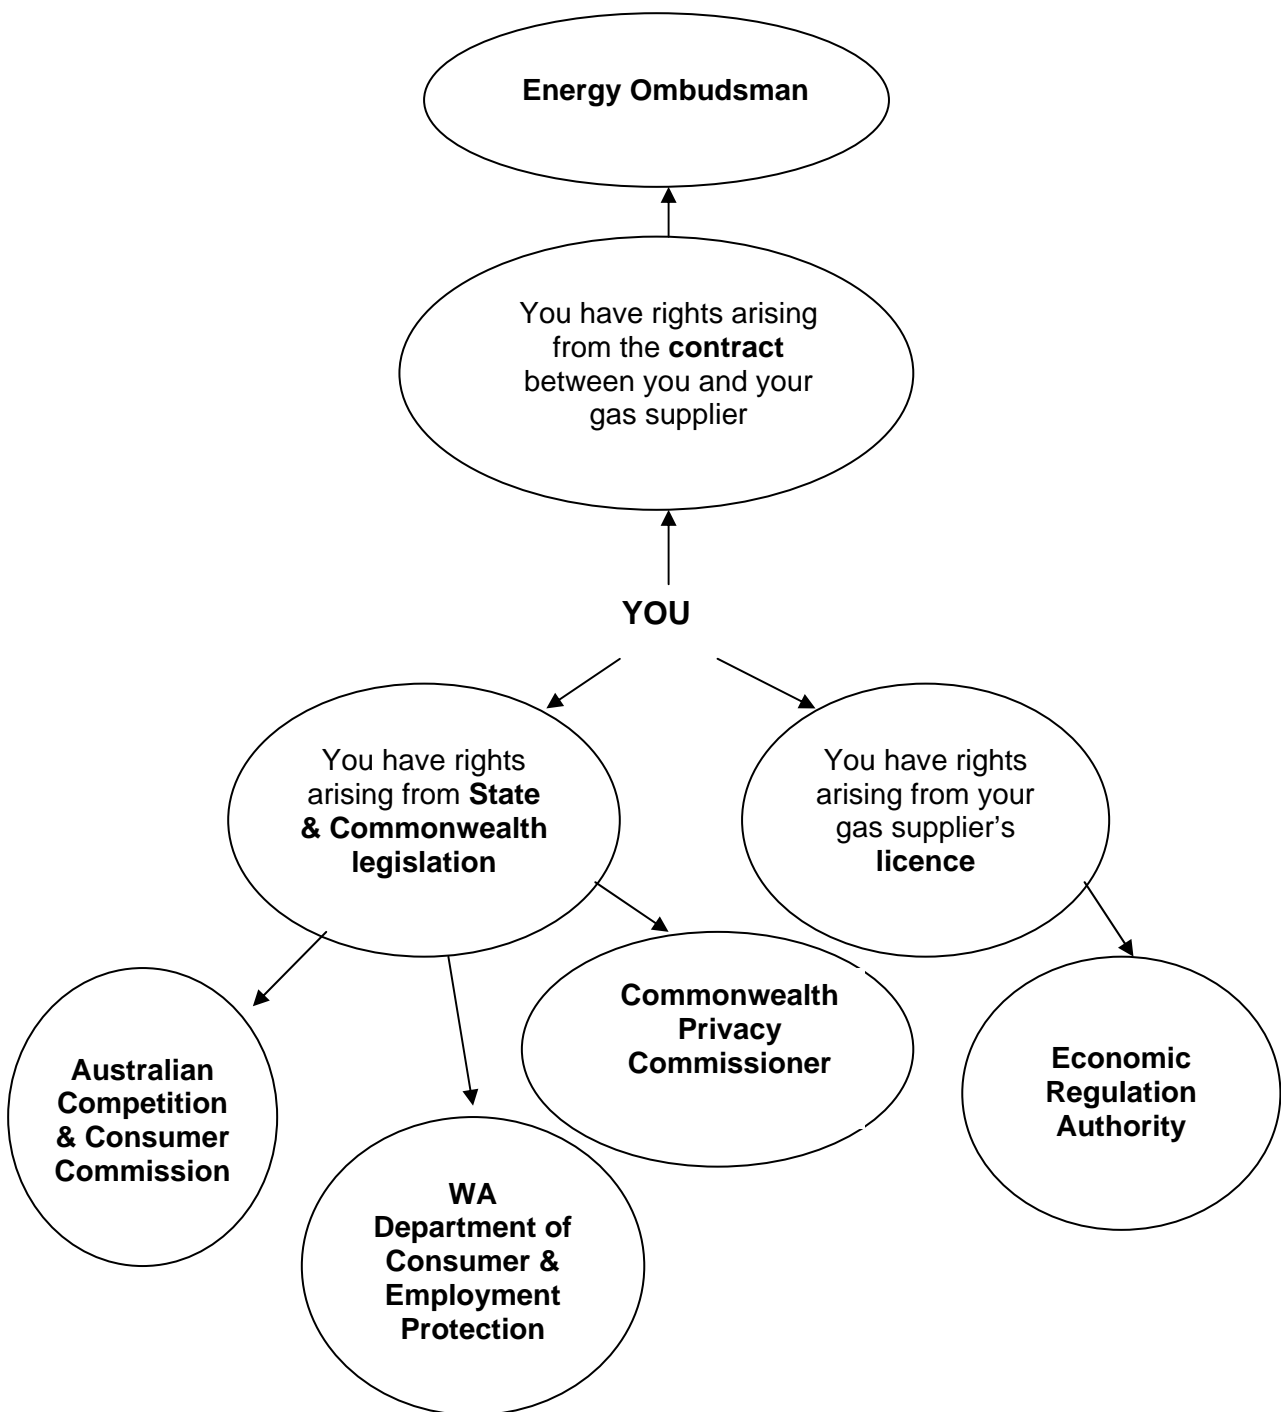 Energy Ombudsman
You have rights arising
from the contract
between you and your
gas supplier
YOU
You have rights
arising from State
& Commonwealth
legislation
You have rights
arising from your
gas supplier’s
licence
Commonwealth
Privacy
Commissioner
Australian
Competition
& Consumer
Commission
Economic
Regulation
Authority
WA
Department of
Consumer &
Employment
Protection